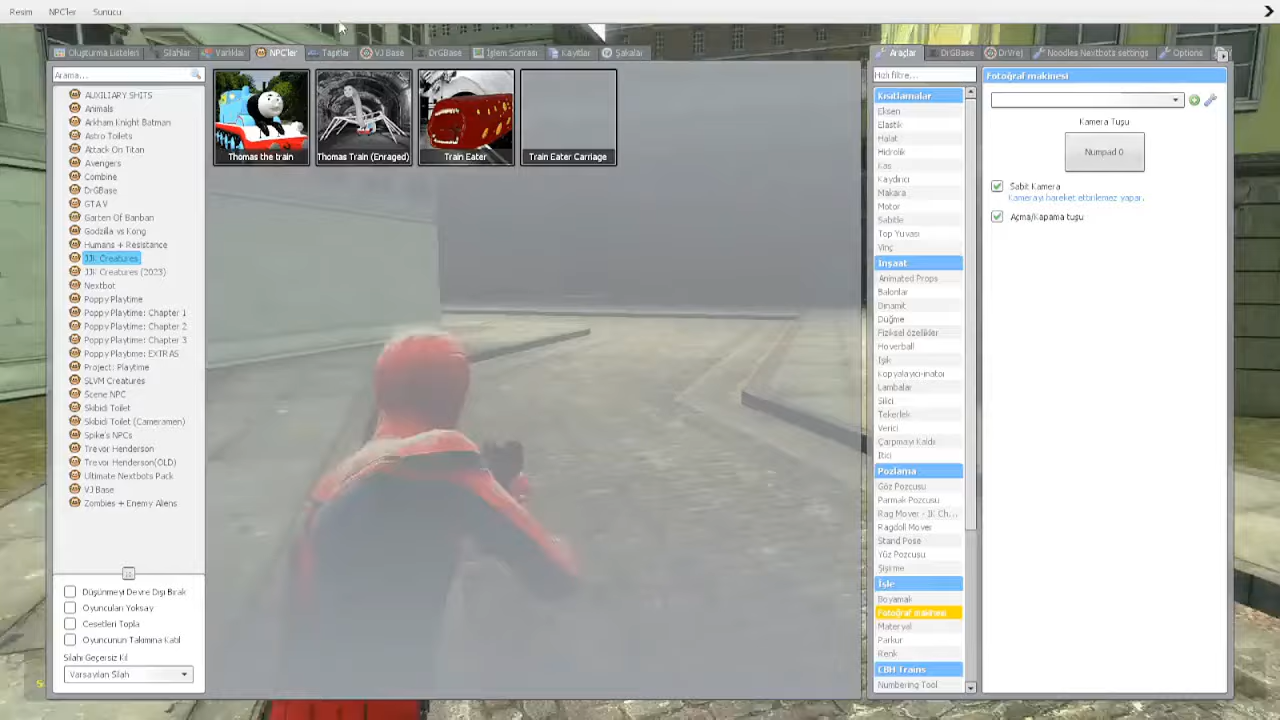 Resim NPC'ler Sunucu
Oluşturma Listeleri Silahlar Varlıklar NPC'ler Taşıtlar VJ Base DrGBase İşlem Sonrası Kayıtlar Şakalar
Arama...
AUXILIARY SHITS
Animals
Arkham Knight Batman
Astro Toilets
Attack On Titan
Avengers
Combine
DrGBase
GTA V
Garten Of Banban
Godzilla vs Kong
Humans + Resistance
JJK Creatures
JJK Creatures (2023)
Nextbot
Poppy Playtime
Poppy Playtime: Chapter 1
Poppy Playtime: Chapter 2
Poppy Playtime: Chapter 3
Poppy Playtime: EXTRAS
Project: Playtime
SLVM Creatures
Scene NPC
Skibidi Toilet
Skibidi Toilet (Cameramen)
Spike's NPCs
Trevor Henderson
Trevor Henderson(OLD)
Ultimate Nextbots Pack
VJ Base
Zombies + Enemy Aliens
Düşünmeyi Devre Dışı Bırak
Oyuncuları Yoksay
Cesetleri Topla
Oyuncunun Takımına Katıl
Silahı Geçersiz Kıl
Varsayılan Silah
Thomas the train
Thomas Train (Enraged)
Train Eater
Train Eater Carriage
Araçlar DrGBase DrVrej Noodles Nextbots settings Options
Hızlı filtre...
Kısıtlamalar
Eksen
Elastik
Halat
Hidrolik
Kas
Kaydırıcı
Makara
Motor
Sabitle
Top Yuvası
Vinç
İnşaat
Animated Props
Balonlar
Dinamit
Düğme
Fiziksel özellikler
Hoverball
Işık
Kopyalayıcı-inatör
Lambalar
Silici
Tekerlek
Verici
Çarpmayı Kaldır
İtici
Pozlama
Göz Pozcusu
Parmak Pozcusu
Rag Mover - IK Ch...
Ragdoll Mover
Stand Pose
Yüz Pozcusu
Şişirme
İşle
Boyamak
Fotoğraf makinesi
Materyal
Parkur
Renk
CBH Trains
Numbering Tool
Fotoğraf makinesi
Kamera Tuşu
Numpad 0
Sabit Kamera
Kamerayı hareket ettirilemez yapar.
Açma/Kapama tuşu